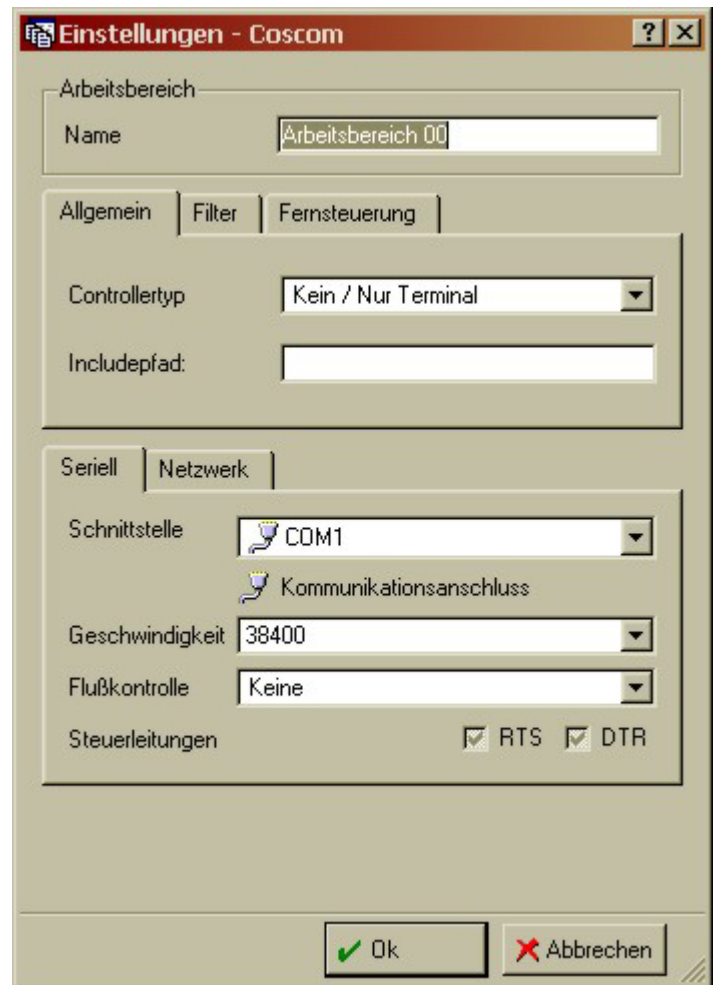 Einstellungen - Coscom
Arbeitsbereich
Name Arbeitsbereich 00
Allgemein Filter Fernsteuerung
Controllertyp Kein / Nur Terminal
Includepfad:
Seriell Netzwerk
Schnittstelle COM1
Kommunikationsanschluss
Geschwindigkeit 38400
Flußkontrolle Keine
Steuerleitungen RTS DTR
Ok Abbrechen